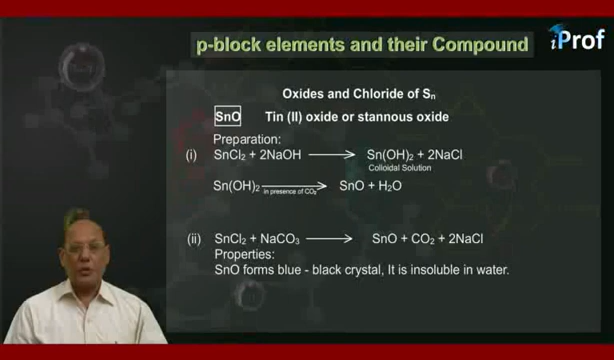 p-block elements and their Compound
iProf
Oxides and Chloride of Sₙ
SnO Tin (II) oxide or stannous oxide
Preparation:
(i) SnCl₂ + 2NaOH ⟶ Sn(OH)₂ + 2NaCl
Colloidal Solution
Sn(OH)₂ ⟶ SnO + H₂O
in presence of CO₂
(ii) SnCl₂ + NaCO₃ ⟶ SnO + CO₂ + 2NaCl
Properties:
SnO forms blue - black crystal, It is insoluble in water.